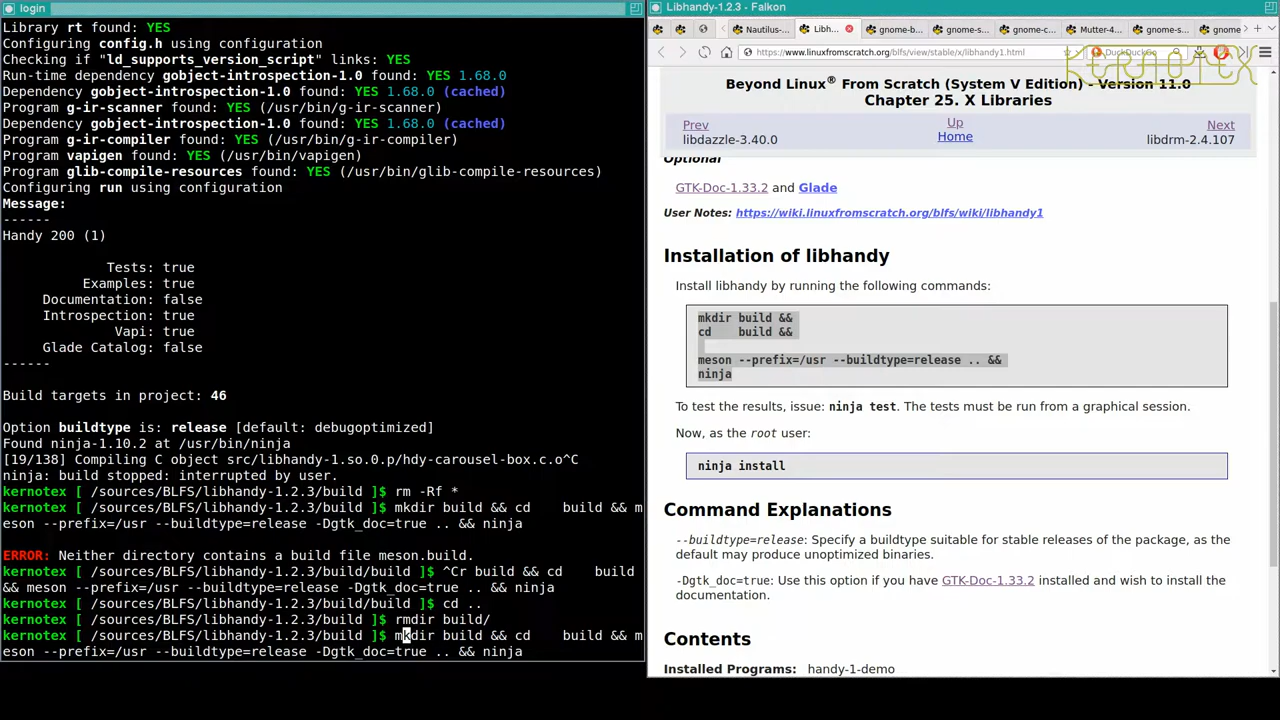 login
Library rt found: YES
Configuring config.h using configuration
Checking if "ld_supports_version_script" links: YES
Run-time dependency gobject-introspection-1.0 found: YES 1.68.0
Dependency gobject-introspection-1.0 found: YES 1.68.0 (cached)
Program g-ir-scanner found: YES (/usr/bin/g-ir-scanner)
Dependency gobject-introspection-1.0 found: YES 1.68.0 (cached)
Program g-ir-compiler found: YES (/usr/bin/g-ir-compiler)
Program vapigen found: YES (/usr/bin/vapigen)
Program glib-compile-resources found: YES (/usr/bin/glib-compile-resources)
Configuring run using configuration
Message:
------
Handy 200 (1)
Tests: true
Examples: true
Documentation: false
Introspection: true
Vapi: true
Glade Catalog: false
------
Build targets in project: 46
Option buildtype is: release [default: debugoptimized]
Found ninja-1.10.2 at /usr/bin/ninja
[19/138] Compiling C object src/libhandy-1.so.0.p/hdy-carousel-box.c.o^C
ninja: build stopped: interrupted by user.
kernotex [ /sources/BLFS/libhandy-1.2.3/build ]$ rm -Rf *
kernotex [ /sources/BLFS/libhandy-1.2.3/build ]$ mkdir build && cd    build && m
eson --prefix=/usr --buildtype=release -Dgtk_doc=true .. && ninja
ERROR: Neither directory contains a build file meson.build.
kernotex [ /sources/BLFS/libhandy-1.2.3/build/build ]$ ^Cr build && cd    build
&& meson --prefix=/usr --buildtype=release -Dgtk_doc=true .. && ninja
kernotex [ /sources/BLFS/libhandy-1.2.3/build/build ]$ cd ..
kernotex [ /sources/BLFS/libhandy-1.2.3/build ]$ rmdir build/
kernotex [ /sources/BLFS/libhandy-1.2.3/build ]$ mkdir build && cd    build && m
eson --prefix=/usr --buildtype=release -Dgtk_doc=true .. && ninja
Libhandy-1.2.3 - Falkon
Nautilus- Libh... gnome-b gnome-s gnome-c Mutter-4 gnome-s gnome
https://www.linuxfromscratch.org/blfs/view/stable/x/libhandy1.html DuckDuckGo
KERNOTEX
Beyond Linux® From Scratch (System V Edition) - Version 11.0
Chapter 25. X Libraries
Prev Up Next
libdazzle-3.40.0 Home libdrm-2.4.107
Optional
GTK-Doc-1.33.2 and Glade
User Notes: https://wiki.linuxfromscratch.org/blfs/wiki/libhandy1
Installation of libhandy
Install libhandy by running the following commands:
mkdir build &&
cd    build &&
meson --prefix=/usr --buildtype=release .. &&
ninja
To test the results, issue: ninja test. The tests must be run from a graphical session.
Now, as the root user:
ninja install
Command Explanations
--buildtype=release: Specify a buildtype suitable for stable releases of the package, as the
default may produce unoptimized binaries.
-Dgtk_doc=true: Use this option if you have GTK-Doc-1.33.2 installed and wish to install the
documentation.
Contents
Installed Programs: handy-1-demo